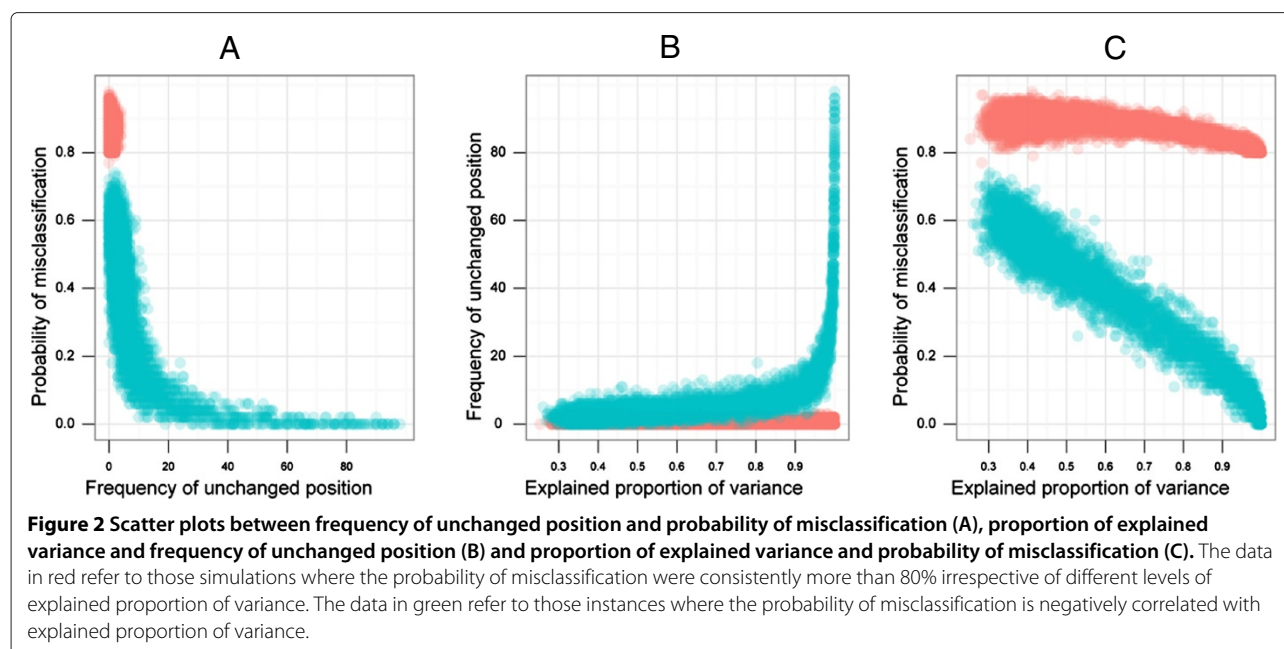 A
B
C
Probability of misclassification
0.8
0.6
0.4
0.2
0.0
0 20 40 60 80
Frequency of unchanged position
Frequency of unchanged position
80
60
40
20
0
0.3 0.4 0.5 0.6 0.7 0.8 0.9
Explained proportion of variance
Probability of misclassification
0.8
0.6
0.4
0.2
0.0
0.3 0.4 0.5 0.6 0.7 0.8 0.9
Explained proportion of variance
Figure 2 Scatter plots between frequency of unchanged position and probability of misclassification (A), proportion of explained
variance and frequency of unchanged position (B) and proportion of explained variance and probability of misclassification (C). The data
in red refer to those simulations where the probability of misclassification were consistently more than 80% irrespective of different levels of
explained proportion of variance. The data in green refer to those instances where the probability of misclassification is negatively correlated with
explained proportion of variance.